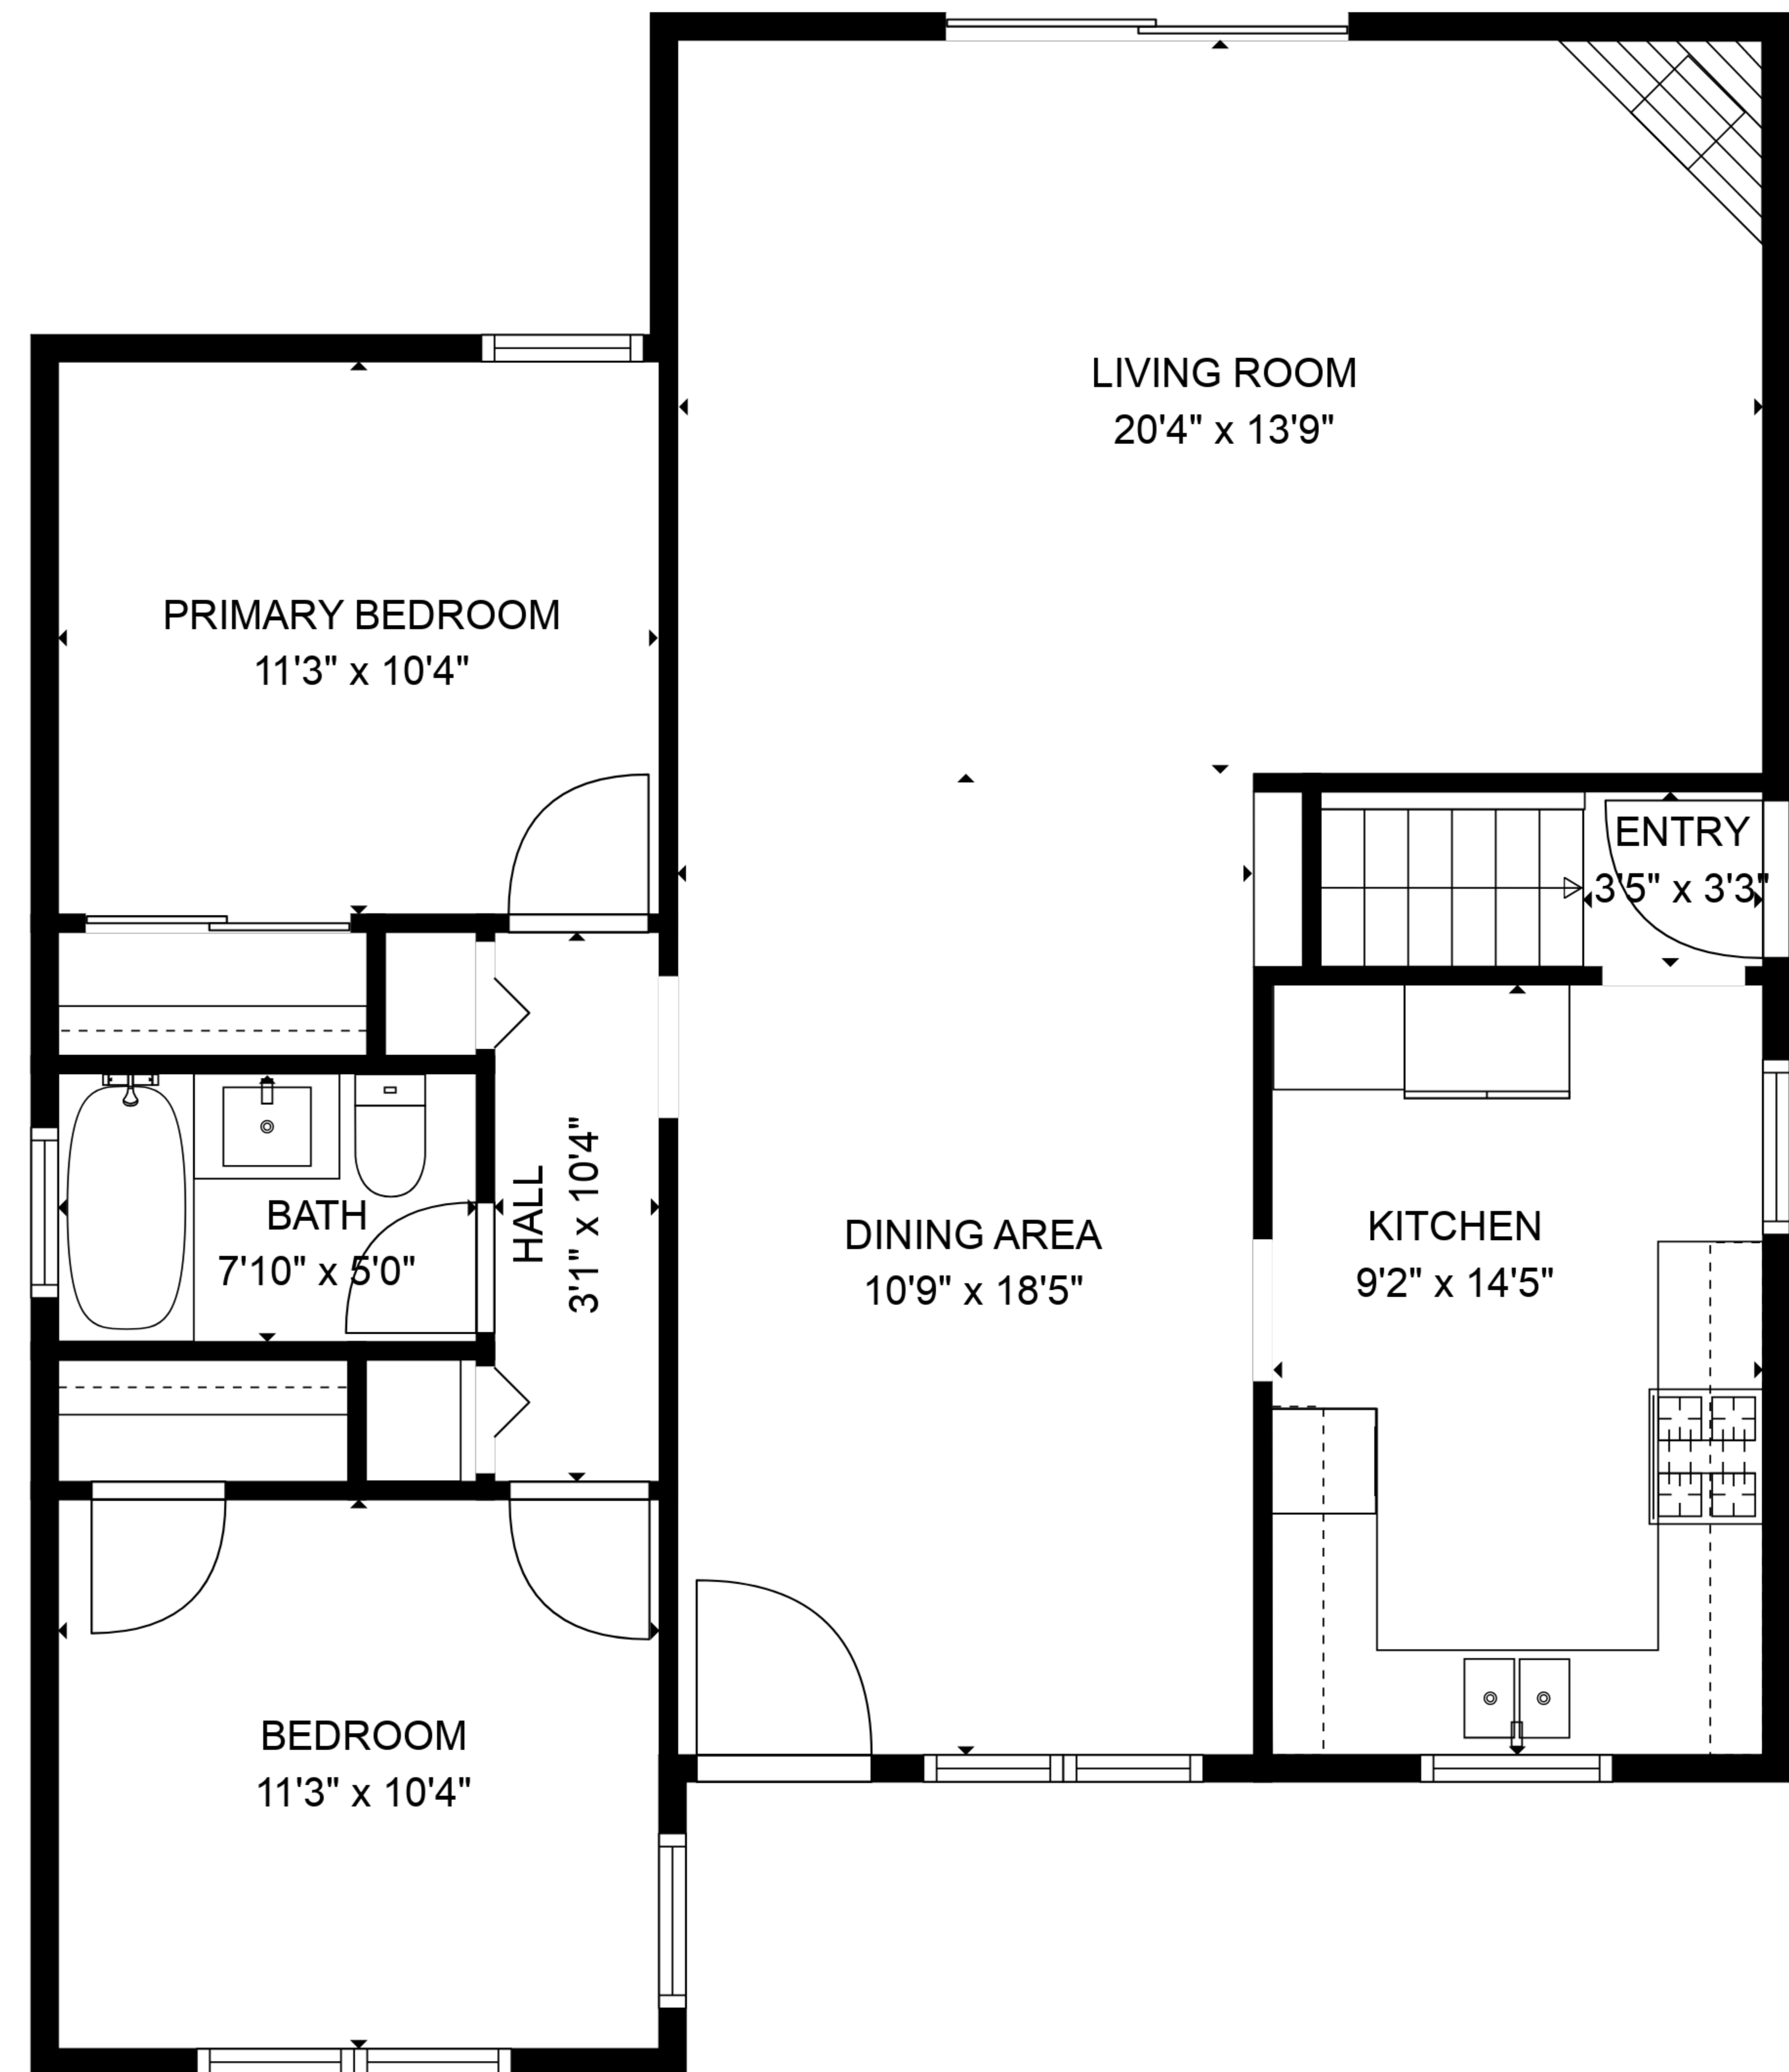 LIVING ROOM
20'4" x 13'9"
PRIMARY BEDROOM
11'3" x 10'4"
ENTRY
3'5" x 3'3"
HALL
3'1" x 10'4"
BATH
7'10" x 5'0"
DINING AREA
10'9" x 18'5"
KITCHEN
9'2" x 14'5"
BEDROOM
11'3" x 10'4"